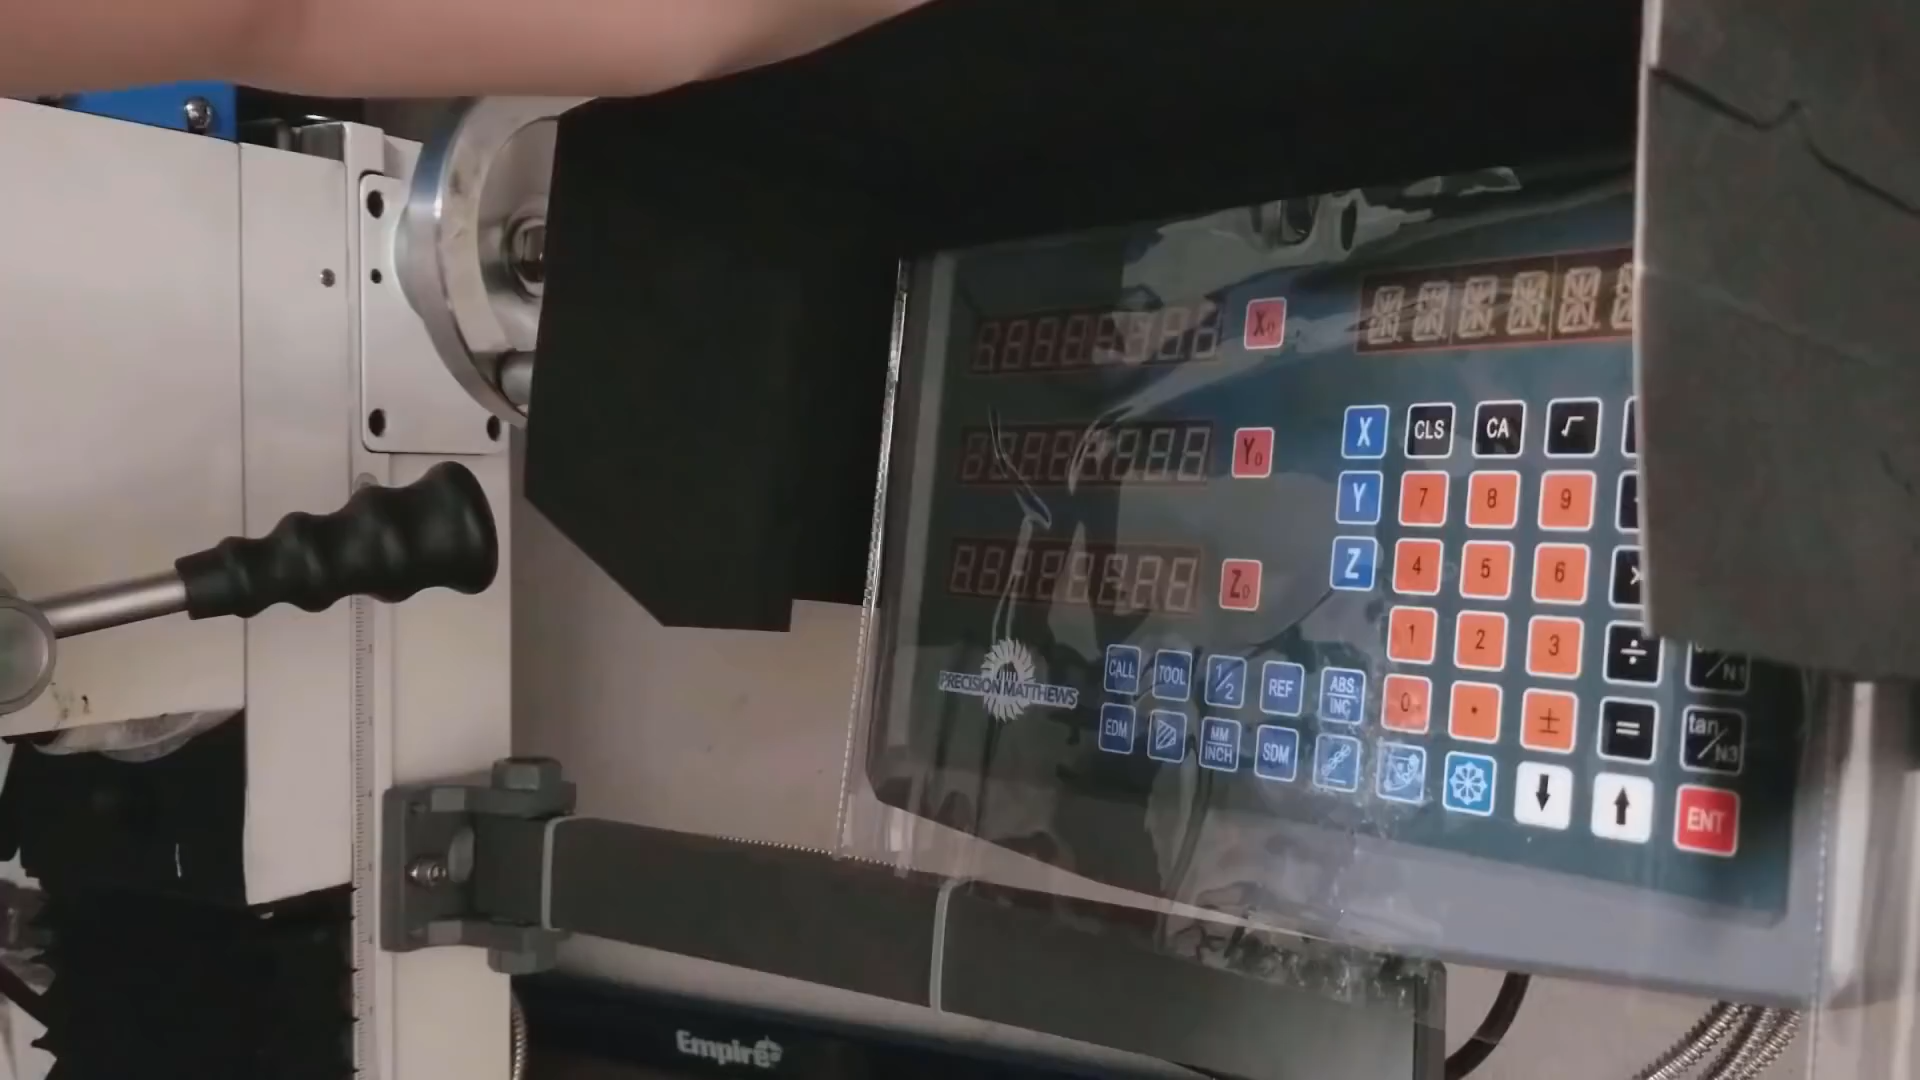 X₀
Y₀
Z₀
X CLS CA √
Y 7 8 9
Z 4 5 6
1 2 3 ÷
0 . ± =
N1
tan/N3
PRECISION MATTHEWS
CALL TOOL 1/2 REF ABS/INC
EDM MM/INCH SDM
ENT
Empire